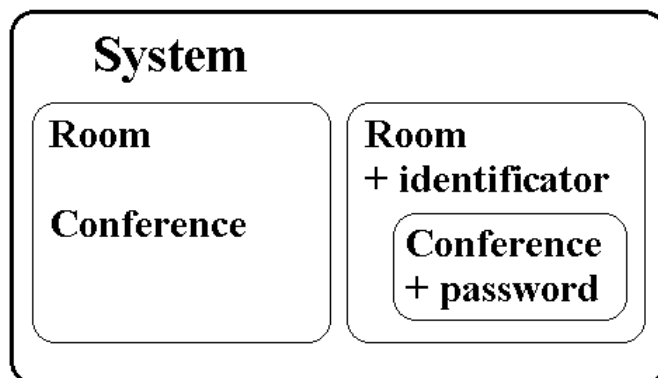 System
Room
Conference
Room
+ identificator
Conference
+ password